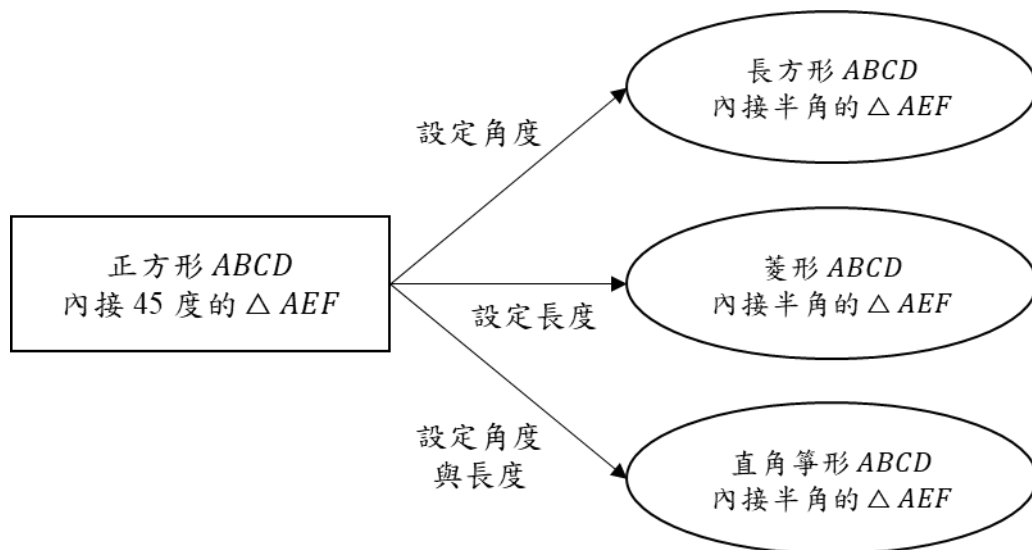 正方形 ABCD
內接 45 度的 △ AEF
設定角度
長方形 ABCD
內接半角的 △ AEF
設定長度
菱形 ABCD
內接半角的 △ AEF
設定角度
與長度
直角箏形 ABCD
內接半角的 △ AEF